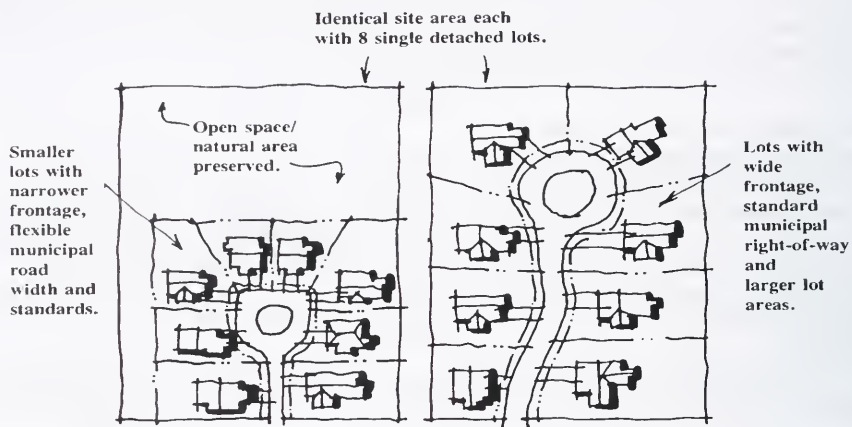 Identical site area each
with 8 single detached lots.
Open space/
natural area
preserved.
Smaller
lots with
narrower
frontage,
flexible
municipal
road
width and
standards.
Lots with
wide
frontage,
standard
municipal
right-of-way
and
larger lot
areas.